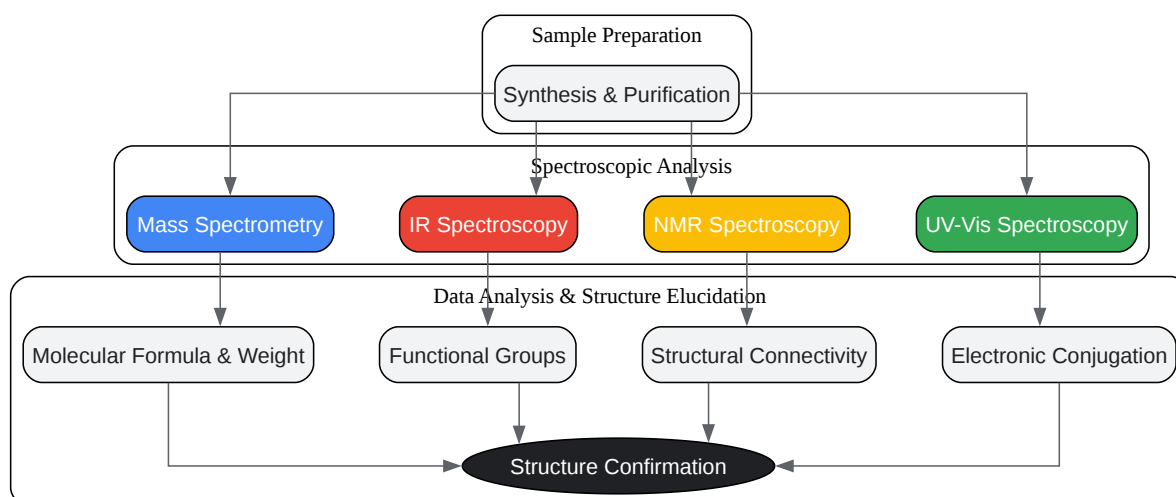 Sample Preparation
Synthesis & Purification
Spectroscopic Analysis
Mass Spectrometry
IR Spectroscopy
NMR Spectroscopy
UV-Vis Spectroscopy
Data Analysis & Structure Elucidation
Molecular Formula & Weight
Functional Groups
Structural Connectivity
Electronic Conjugation
Structure Confirmation